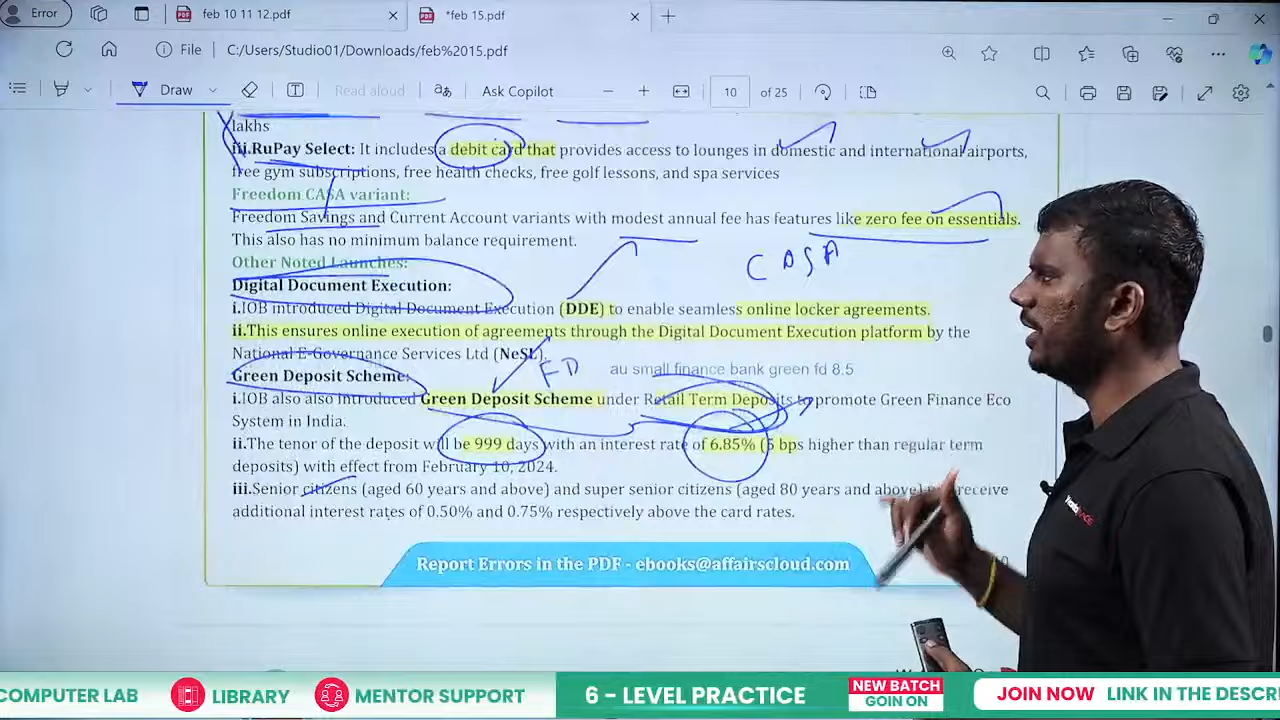 Error
feb 10 11 12.pdf
*feb 15.pdf
File
C:/Users/Studio01/Downloads/feb%2015.pdf
Draw
Read aloud
Ask Copilot
10
of 25
lakhs
iii.RuPay Select: It includes a debit card that provides access to lounges in domestic and international airports,
free gym subscriptions, free health checks, free golf lessons, and spa services
Freedom CASA variant:
Freedom Savings and Current Account variants with modest annual fee has features like zero fee on essentials.
This also has no minimum balance requirement.
CASA
Other Noted Launches:
Digital Document Execution:
i.IOB introduced Digital Document Execution (DDE) to enable seamless online locker agreements.
ii.This ensures online execution of agreements through the Digital Document Execution platform by the
National E-Governance Services Ltd (NeSL).
FD
au small finance bank green fd 8.5
Green Deposit Scheme:
i.IOB also also introduced Green Deposit Scheme under Retail Term Deposits to promote Green Finance Eco
System in India.
ii.The tenor of the deposit will be 999 days with an interest rate of 6.85% (5 bps higher than regular term
deposits) with effect from February 10, 2024.
iii.Senior citizens (aged 60 years and above) and super senior citizens (aged 80 years and above) receive
additional interest rates of 0.50% and 0.75% respectively above the card rates.
Report Errors in the PDF - ebooks@affairscloud.com
COMPUTER LAB
LIBRARY
MENTOR SUPPORT
6 - LEVEL PRACTICE
NEW BATCH
GOIN ON
JOIN NOW
LINK IN THE DESCR